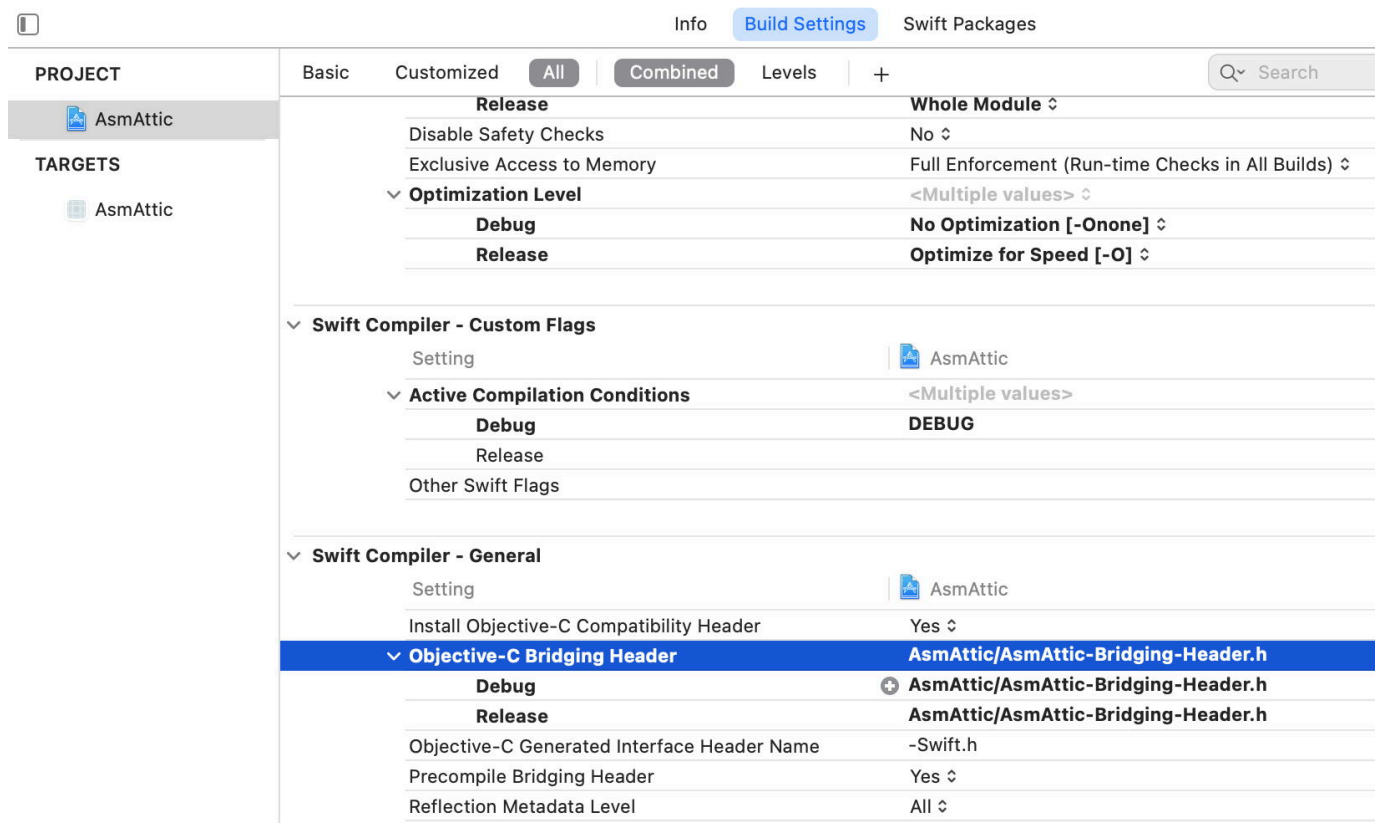 Info Build Settings Swift Packages
PROJECT
AsmAttic
TARGETS
AsmAttic
Basic Customized All Combined Levels + Search
Release Whole Module
Disable Safety Checks No
Exclusive Access to Memory Full Enforcement (Run-time Checks in All Builds)
Optimization Level <Multiple values>
Debug No Optimization [-Onone]
Release Optimize for Speed [-O]
Swift Compiler - Custom Flags
Setting AsmAttic
Active Compilation Conditions <Multiple values>
Debug DEBUG
Release
Other Swift Flags
Swift Compiler - General
Setting AsmAttic
Install Objective-C Compatibility Header Yes
Objective-C Bridging Header AsmAttic/AsmAttic-Bridging-Header.h
Debug AsmAttic/AsmAttic-Bridging-Header.h
Release AsmAttic/AsmAttic-Bridging-Header.h
Objective-C Generated Interface Header Name -Swift.h
Precompile Bridging Header Yes
Reflection Metadata Level All